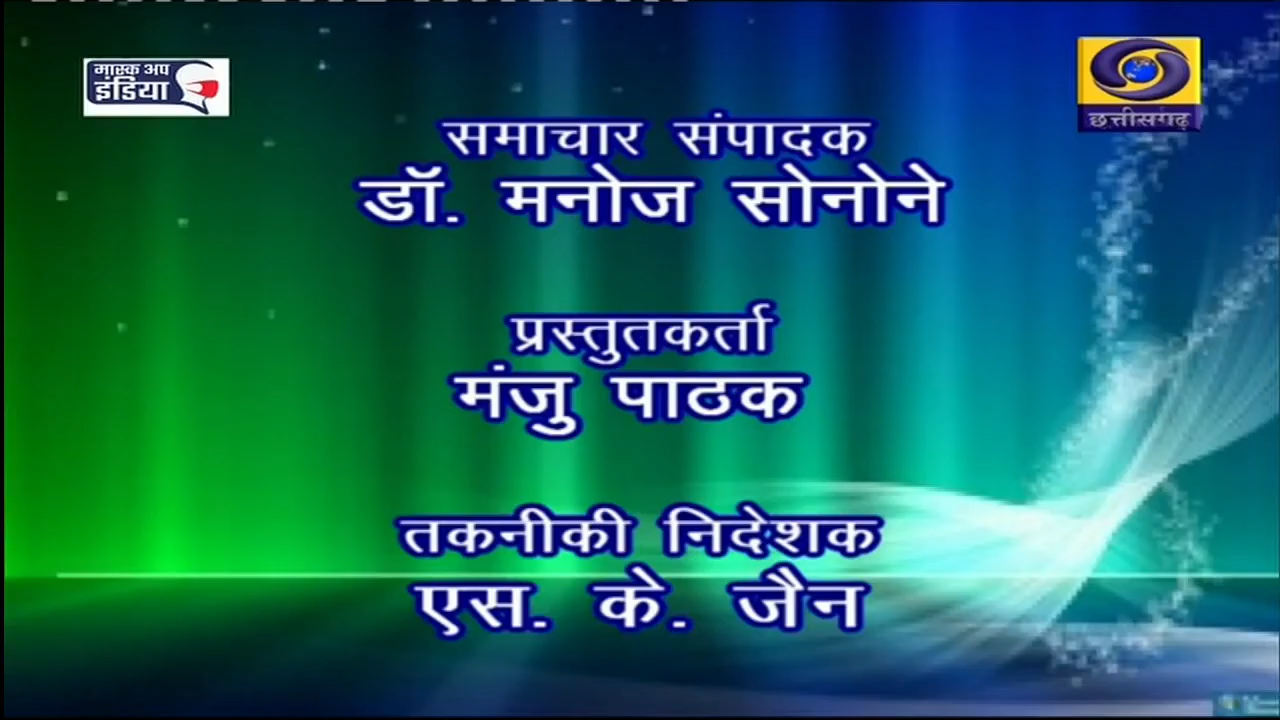 मास्क अप
इंडिया
छत्तीसगढ़
समाचार संपादक
डॉ. मनोज सोनोने
प्रस्तुतकर्ता
मंजु पाठक
तकनीकी निदेशक
एस. के. जैन